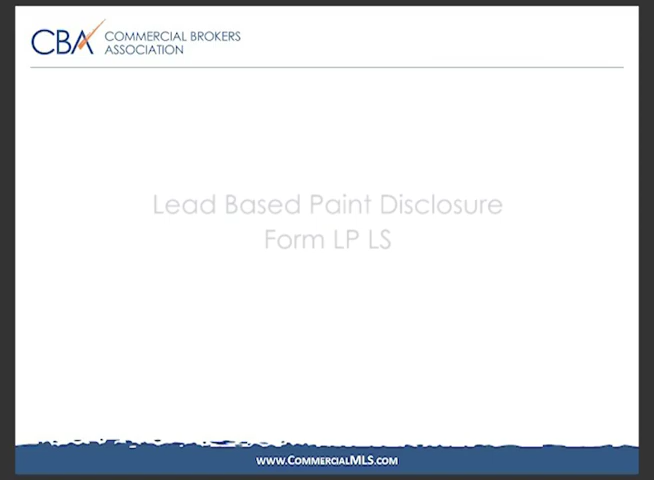 CBA COMMERCIAL BROKERS
ASSOCIATION
Lead Based Paint Disclosure
Form LP LS
www.CommercialMLS.com